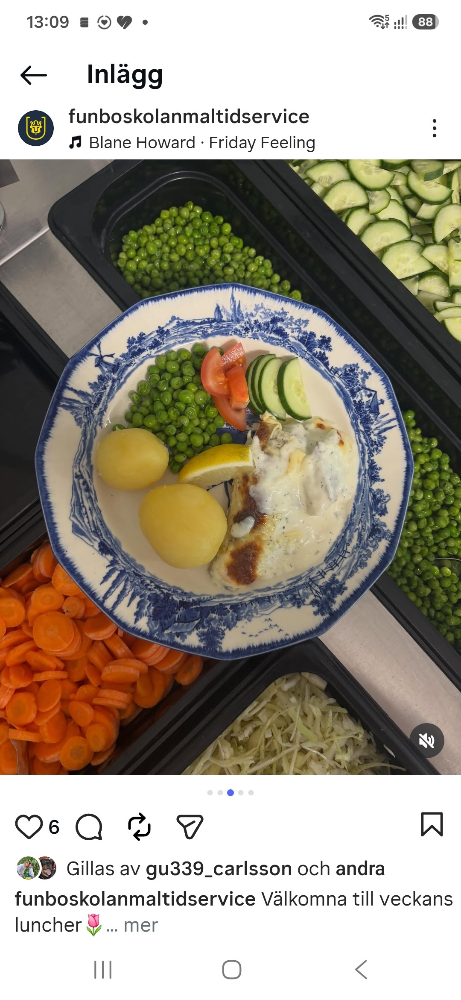 13:09
5
88
Inlägg
funboskolanmaltidservice
Blane Howard · Friday Feeling
6
Gillas av gu339_carlsson och andra
funboskolanmaltidservice Välkomna till veckans
luncher🌷... mer